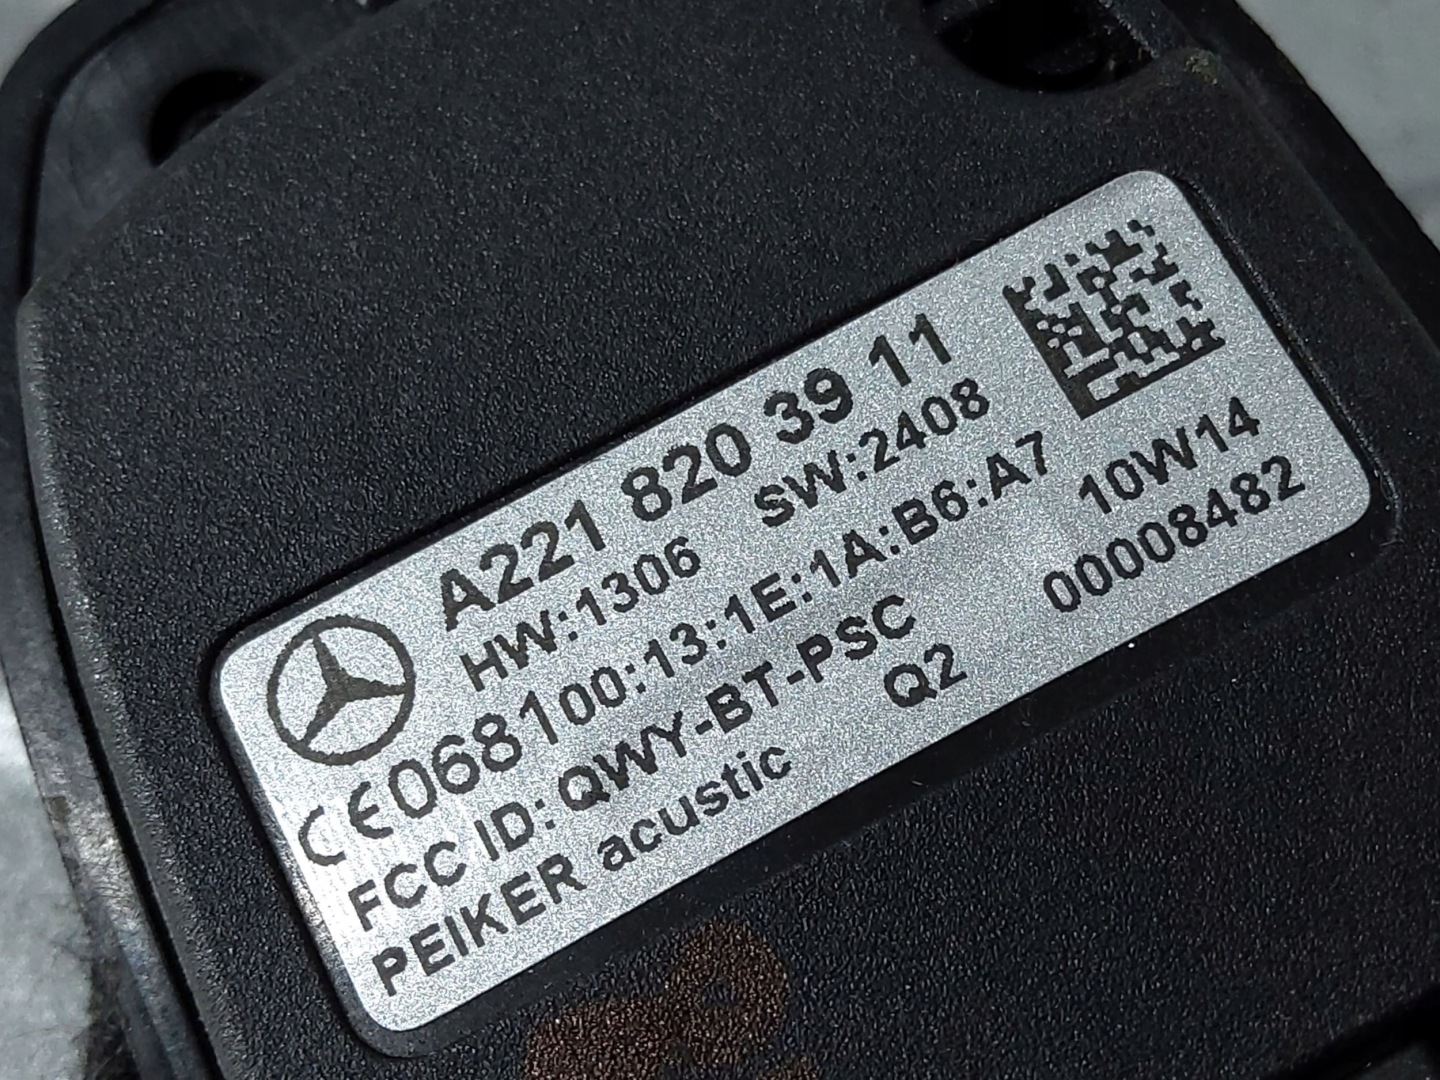 A221 820 39 11
HW:1306 SW:2408
CE0681 00:13:1E:1A:B6:A7 10W14
FCC ID: QWY-BT-PSC 00008482
PEIKER acustic Q2